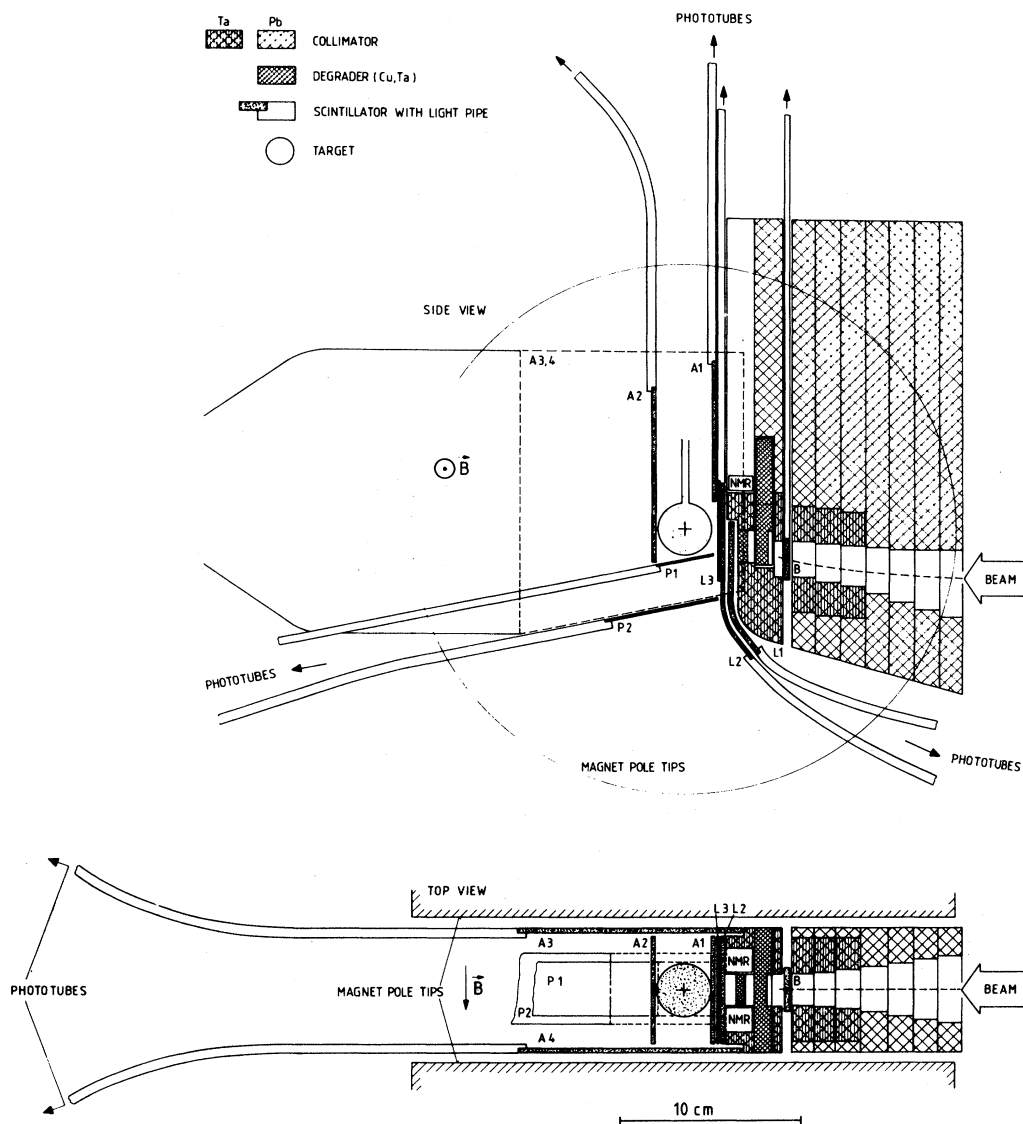 Ta Pb
COLLIMATOR
DEGRADER (Cu,Ta)
SCINTILLATOR WITH LIGHT PIPE
TARGET
PHOTOTUBES
SIDE VIEW
A3,4
A1
A2
B
NMR
P1
L3
B
BEAM
P2
L1
L2
PHOTOTUBES
PHOTOTUBES
MAGNET POLE TIPS
TOP VIEW
L3 L2
A3
A2
A1
NMR
B
PHOTOTUBES
MAGNET POLE TIPS
B
P1
BEAM
P2
NMR
A4
10 cm